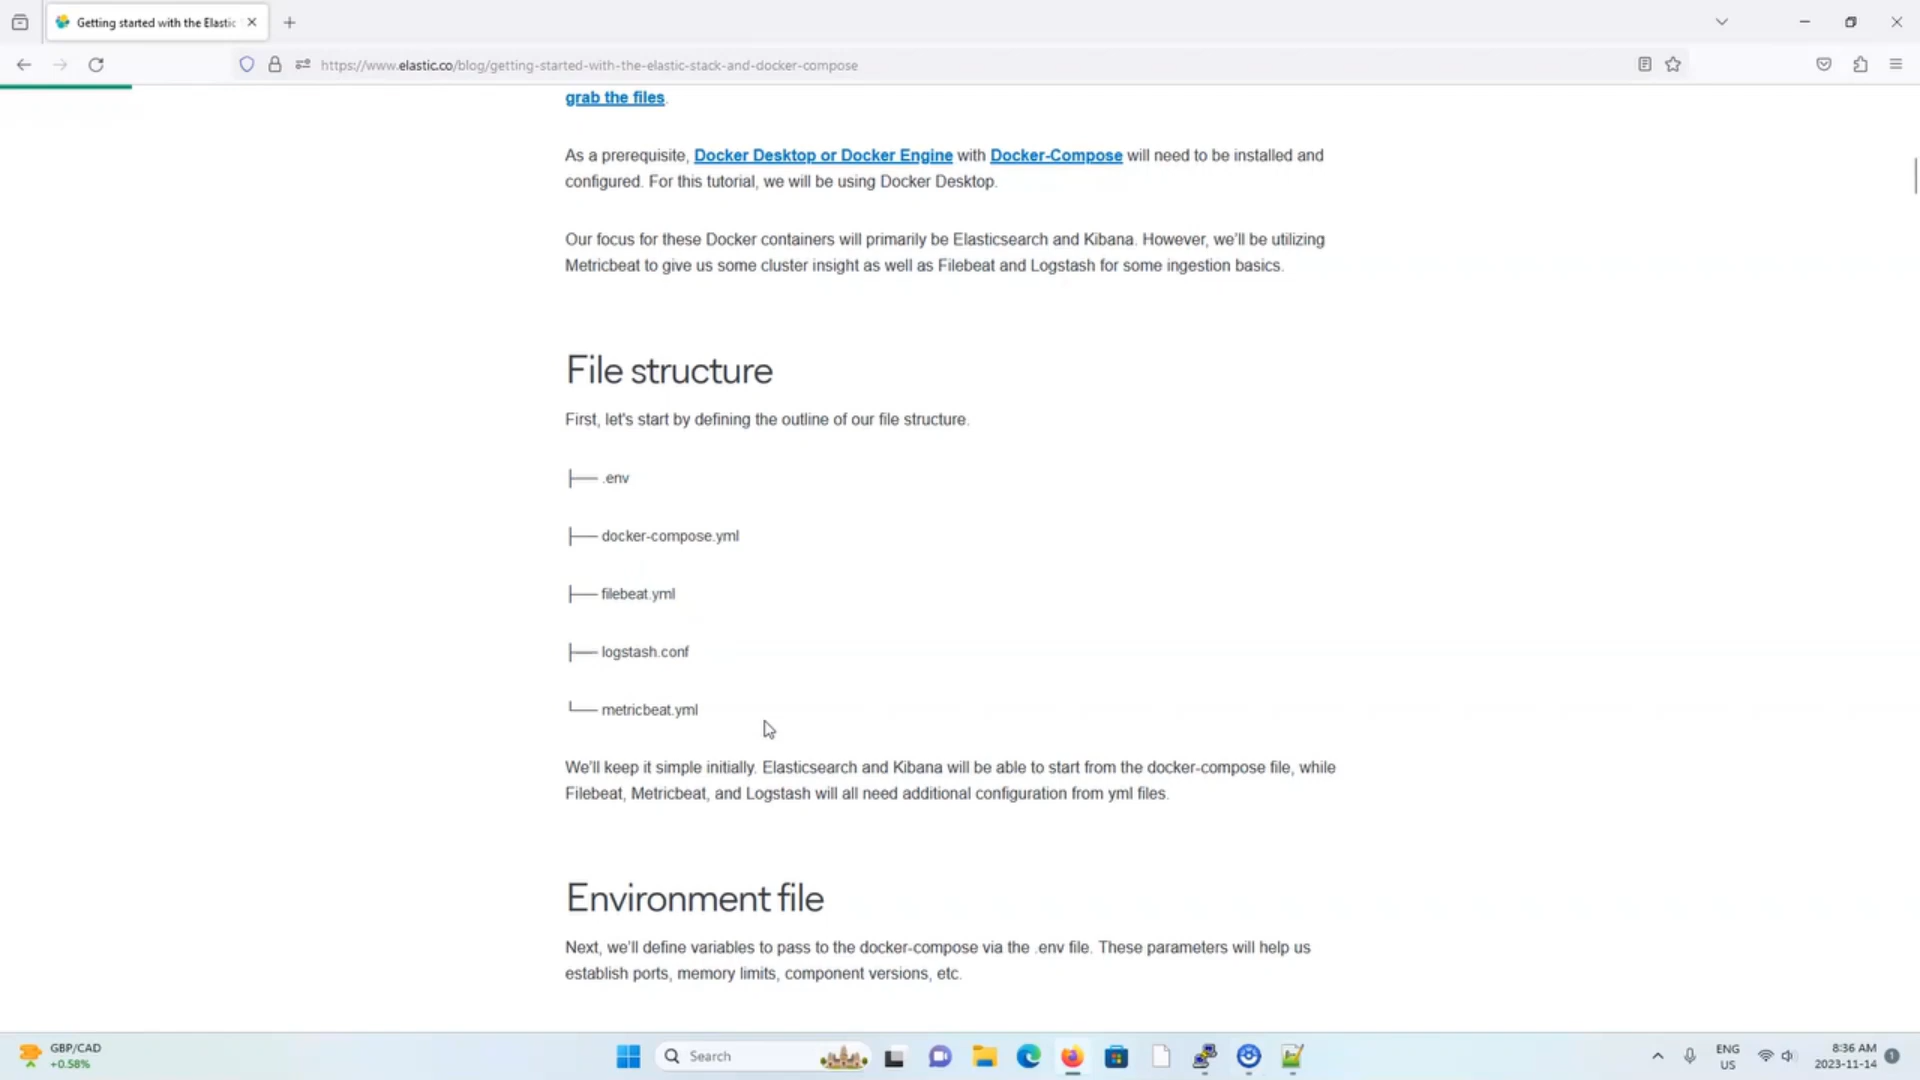 Getting started with the Elastic
https://www.elastic.co/blog/getting-started-with-the-elastic-stack-and-docker-compose
grab the files.
As a prerequisite, Docker Desktop or Docker Engine with Docker-Compose will need to be installed and
configured. For this tutorial, we will be using Docker Desktop.
Our focus for these Docker containers will primarily be Elasticsearch and Kibana. However, we'll be utilizing
Metricbeat to give us some cluster insight as well as Filebeat and Logstash for some ingestion basics.
File structure
First, let's start by defining the outline of our file structure.
├── .env
├── docker-compose.yml
├── filebeat.yml
├── logstash.conf
└── metricbeat.yml
We'll keep it simple initially. Elasticsearch and Kibana will be able to start from the docker-compose file, while
Filebeat, Metricbeat, and Logstash will all need additional configuration from yml files.
Environment file
Next, we'll define variables to pass to the docker-compose via the .env file. These parameters will help us
establish ports, memory limits, component versions, etc.
GBP/CAD
+0.58%
Search
ENG
US
8:36 AM
2023-11-14
1